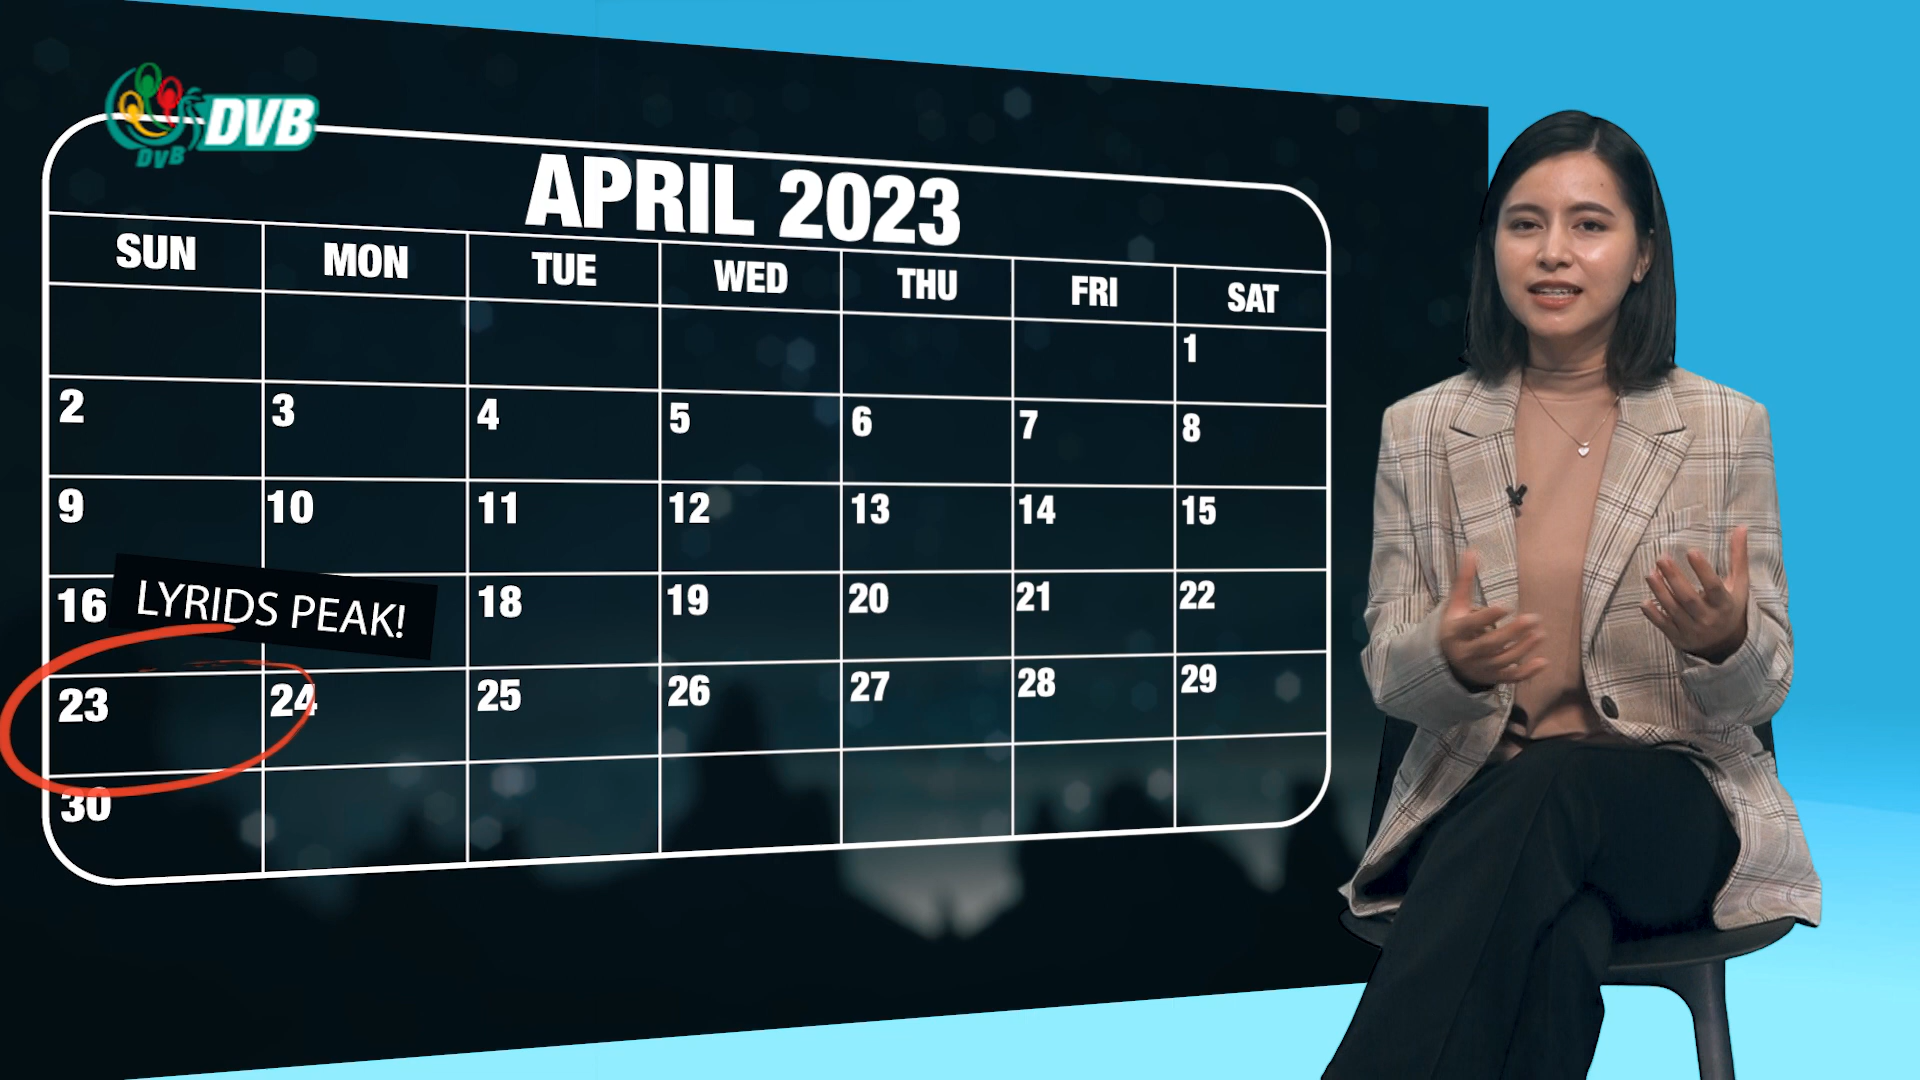 DVB
DVB
APRIL 2023
SUN MON TUE WED THU FRI SAT
1
2 3 4 5 6 7 8
9 10 11 12 13 14 15
16 LYRIDS PEAK! 18 19 20 21 22
23 24 25 26 27 28 29
30